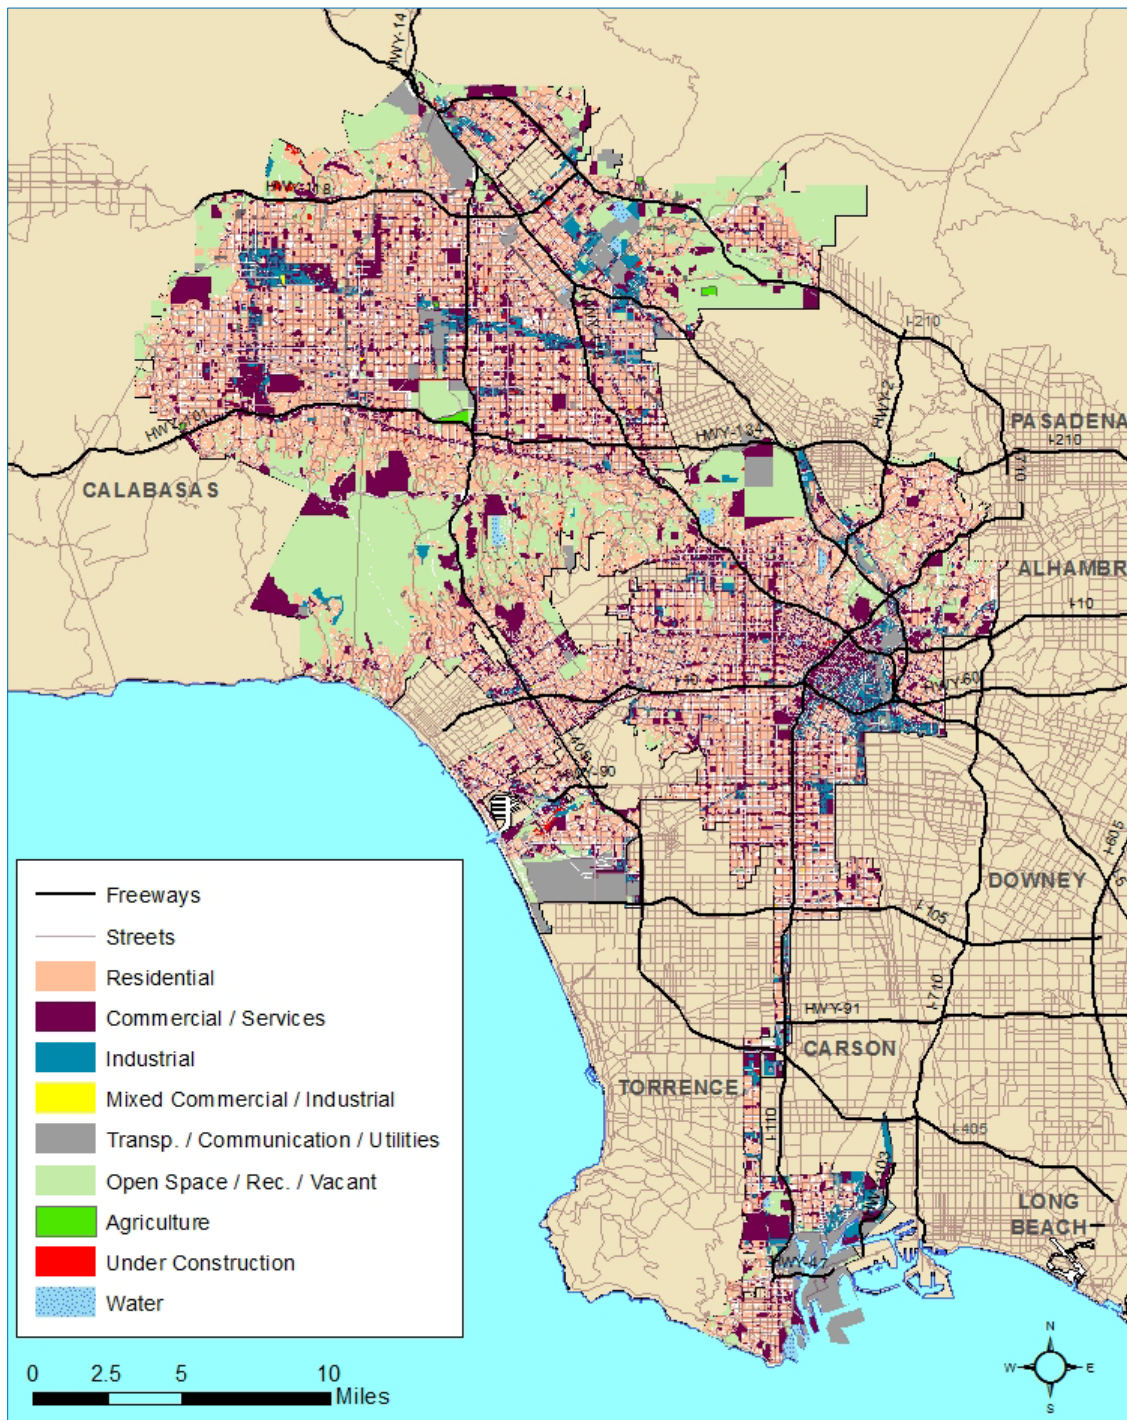 HWY-14
HWY-118
I-210
HWY-2
PASADENA
I-210
HWY-134
HWY-101
CALABASAS
ALHAMBR
I-10
HWY-60
I-10
I-405
HWY-90
I-605
DOWNEY
I-105
I-710
HWY-91
CARSON
TORRENCE
I-110
I-405
LONG
BEACH
HWY-47
Freeways
Streets
Residential
Commercial / Services
Industrial
Mixed Commercial / Industrial
Transp. / Communication / Utilities
Open Space / Rec. / Vacant
Agriculture
Under Construction
Water
0 2.5 5 10
Miles
N
W E
S